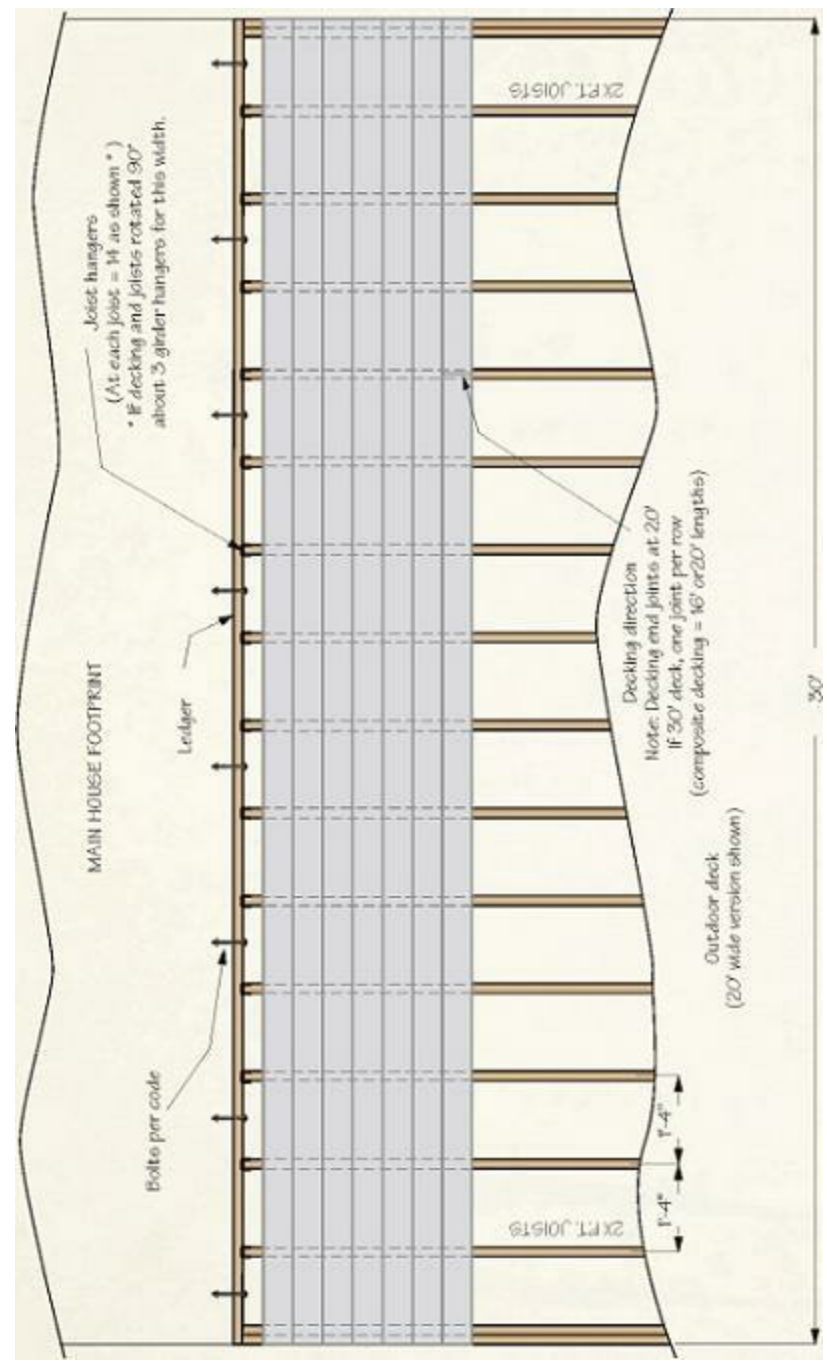 2X P.T. JOISTS
Joist hangers
(At each joist = 14 as shown *)
* If decking and joists rotated 90°
about 3 girder hangers for this width.
MAIN HOUSE FOOTPRINT
Ledger
Decking direction
Note: Decking end joints at 20'
If 30' deck, one joint per row
(composite decking = 16' or 20' lengths)
30'
Outdoor deck
(20' wide version shown)
Bolts per code
1'-4"
1'-4"
2X P.T. JOISTS